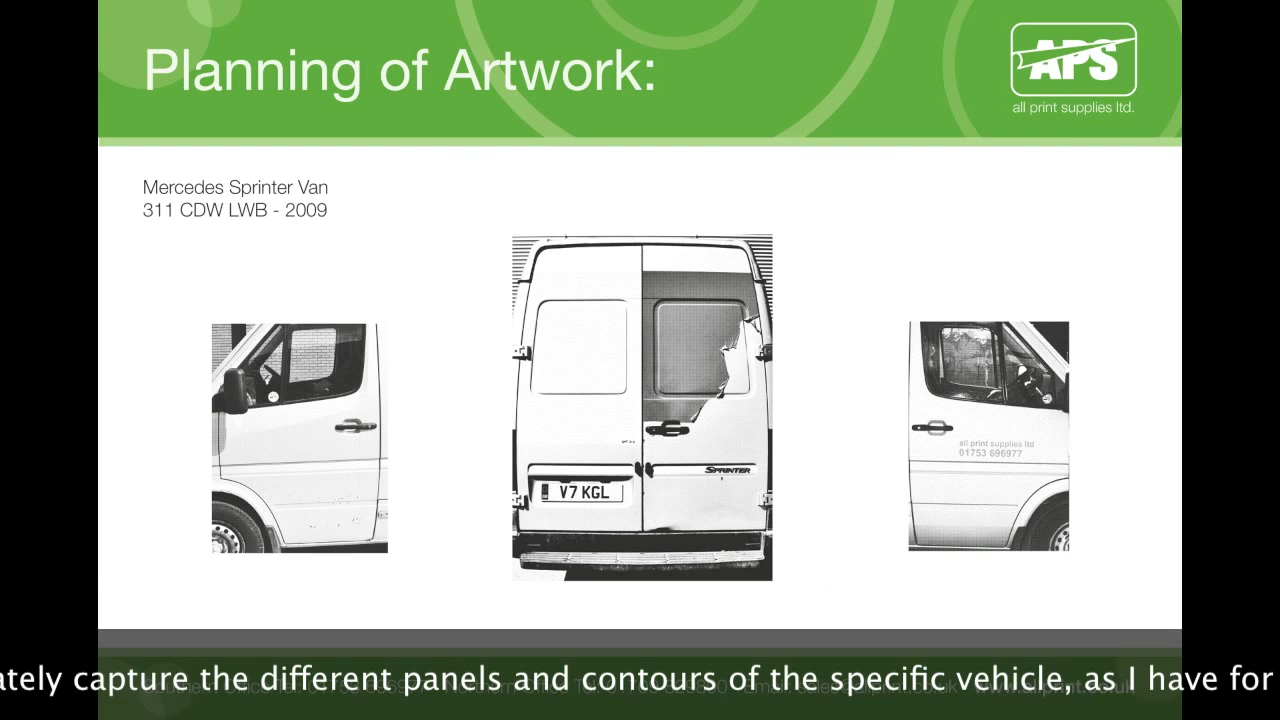 Planning of Artwork:
APS
all print supplies ltd.
Mercedes Sprinter Van
311 CDW LWB - 2009
SPRINTER
V7 KGL
all print supplies ltd
01753 696977
ately capture the different panels and contours of the specific vehicle, as I have for